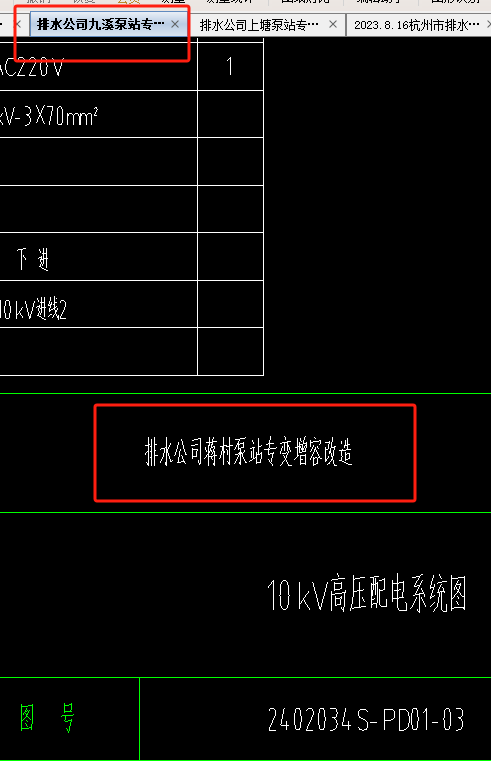 排水公司九溪泵站专···
排水公司上塘泵站专···
2023.8.16杭州市排水···
AC220V
1
kV-3X70mm²
下 进
10kV进线2
排水公司蒋村泵站专变增容改造
10kV高压配电系统图
图 号
2402034S-PD01-03